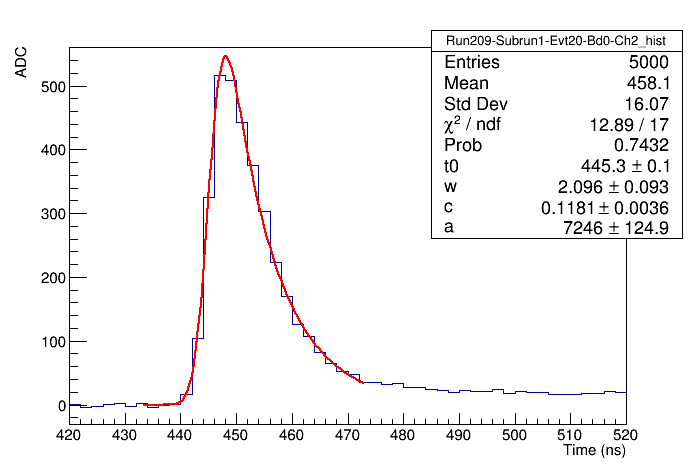 Run209-Subrun1-Evt20-Bd0-Ch2_hist
Entries 5000
Mean 458.1
Std Dev 16.07
χ² / ndf 12.89 / 17
Prob 0.7432
t0 445.3 ± 0.1
w 2.096 ± 0.093
c 0.1181 ± 0.0036
a 7246 ± 124.9
ADC
500
400
300
200
100
0
420 430 440 450 460 470 480 490 500 510 520
Time (ns)